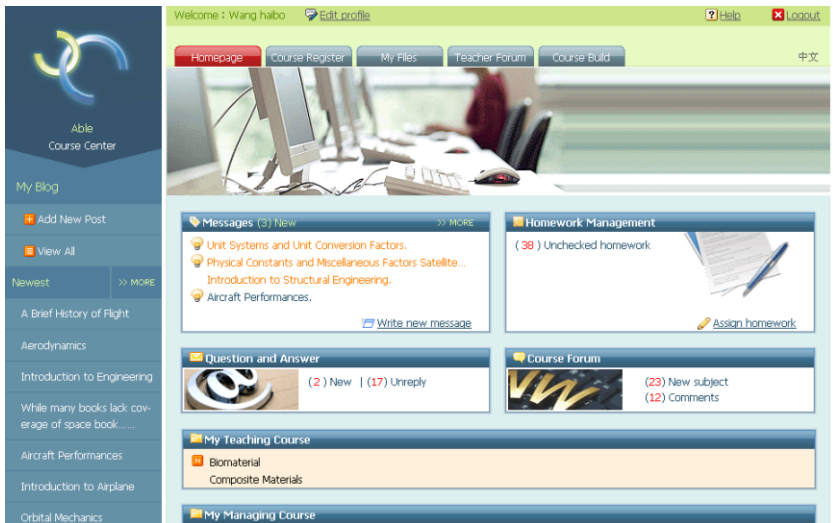 Welcome : Wang haibo
Edit profile
Help
Logout
Homepage
Course Register
My Files
Teacher Forum
Course Build
中文
Able
Course Center
My Blog
Add New Post
View All
Newest
>> MORE
A Brief History of Flight
Aerodynamics
Introduction to Engineering
While many books lack cov-
erage of space book......
Aircraft Performances
Introduction to Airplane
Orbital Mechanics
Messages (3) New
>> MORE
Unit Systems and Unit Conversion Factors.
Physical Constants and Miscellaneous Factors Satellite...
Introduction to Structural Engineering.
Aircraft Performances.
Write new message
Homework Management
( 38 ) Unchecked homework
Assign homework
Question and Answer
( 2 ) New | (17) Unreply
Course Forum
(23) New subject
(12) Comments
My Teaching Course
Biomaterial
Composite Materials
My Managing Course